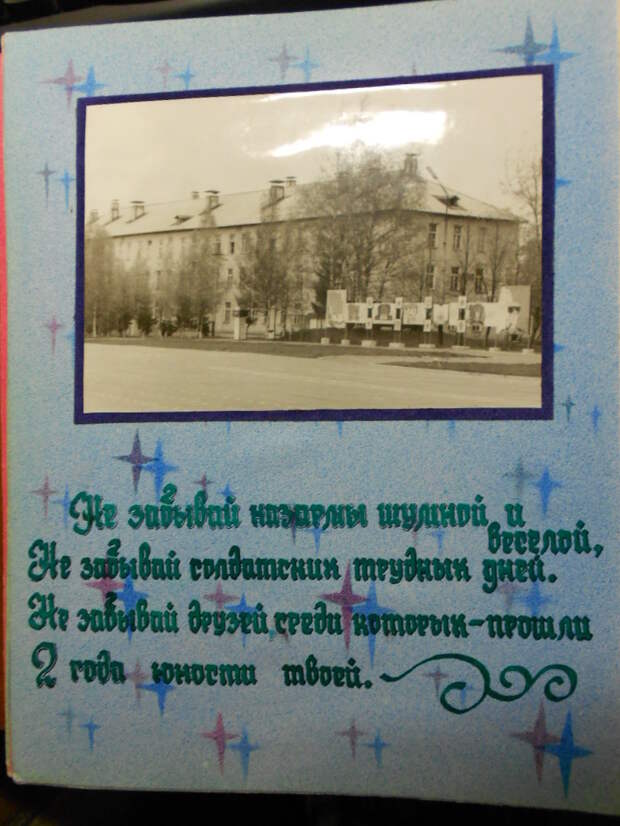 Не забывай казармы шумной и
веселой,
Не забывай солдатских трудных дней.
Не забывай друзей среди которых-прошли
2 года юности твоей.